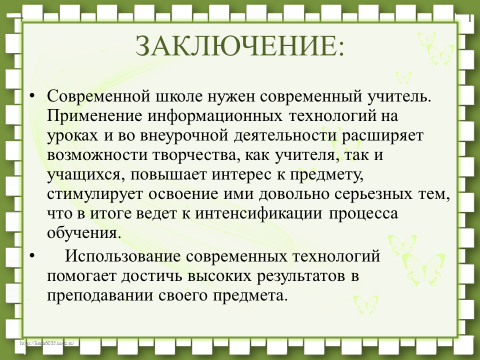 ЗАКЛЮЧЕНИЕ:
• Современной школе нужен современный учитель.
Применение информационных технологий на
уроках и во внеурочной деятельности расширяет
возможности творчества, как учителя, так и
учащихся, повышает интерес к предмету,
стимулирует освоение ими довольно серьезных тем,
что в итоге ведет к интенсификации процесса
обучения.
• Использование современных технологий
помогает достичь высоких результатов в
преподавании своего предмета.